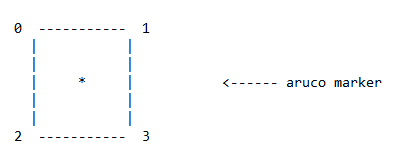 0 ----------- 1
|           |
|           |
|     *     |          <------ aruco marker
|           |
|           |
2 ----------- 3